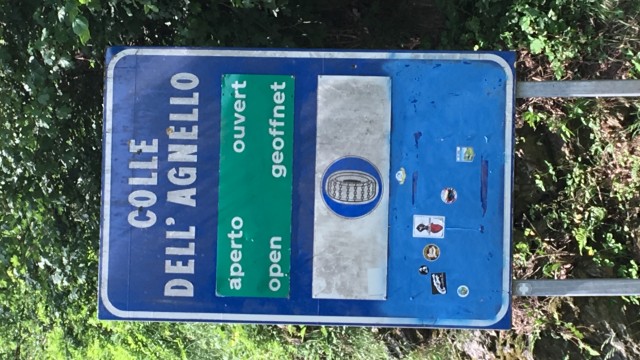 COLLE
DELL' AGNELLO
aperto ouvert
open geoffnet